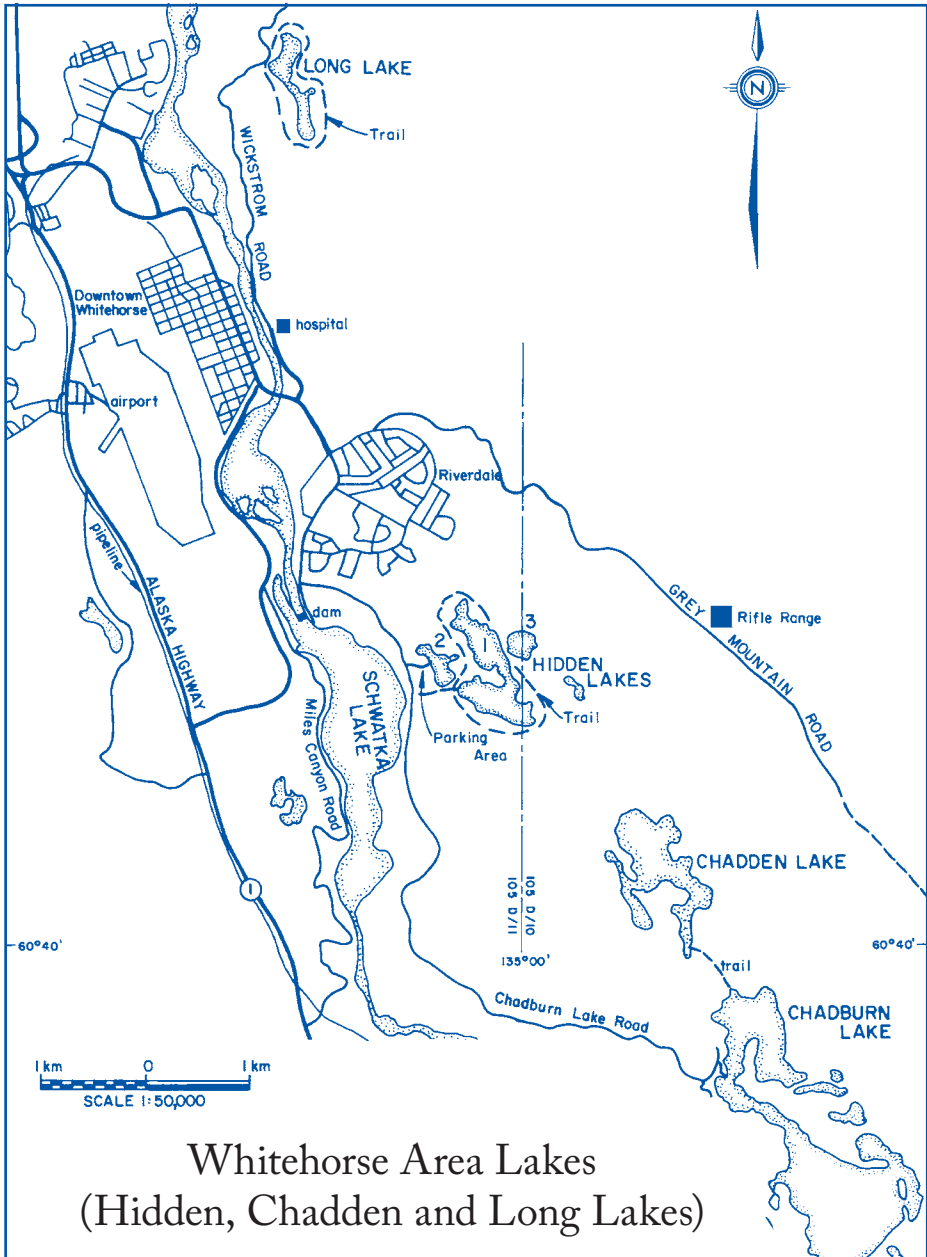 LONG LAKE
N
Trail
WICKSTROM ROAD
Downtown
Whitehorse
hospital
airport
Riverdale
pipeline
ALASKA HIGHWAY
dam
GREY MOUNTAIN ROAD
Rifle Range
3
2
1
HIDDEN
LAKES
SCHWATKA
LAKE
Miles Canyon Road
Trail
Parking
Area
CHADDEN LAKE
1
105 D/10
105 D/11
60°40'
60°40'
135°00'
trail
Chadburn Lake Road
CHADBURN
LAKE
1 km 0 1 km
SCALE 1:50,000
Whitehorse Area Lakes
(Hidden, Chadden and Long Lakes)